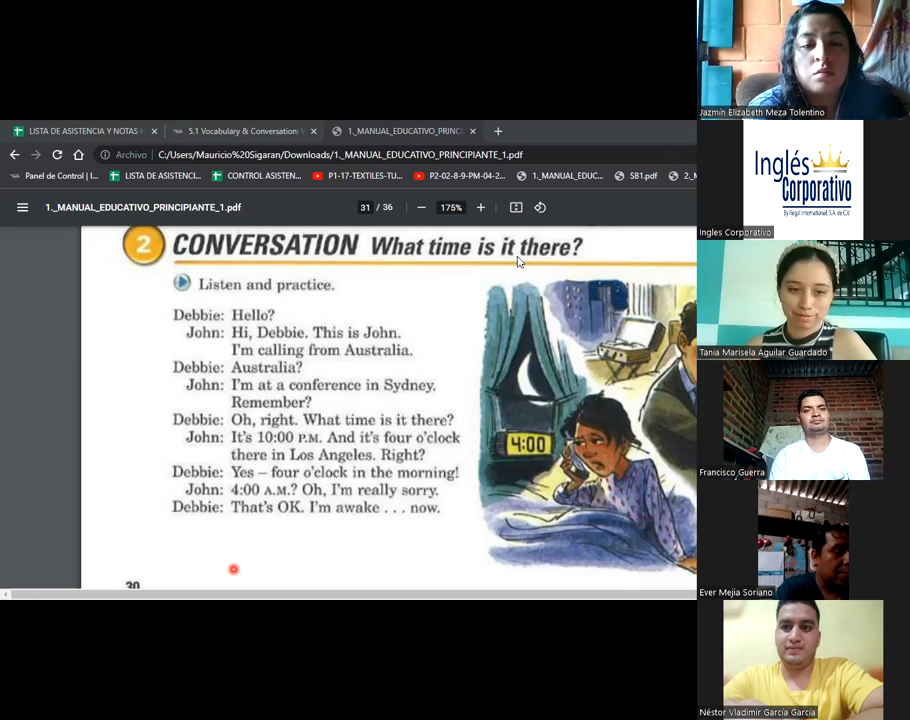 LISTA DE ASISTENCIA Y NOTAS
5.1 Vocabulary & Conversation:
1._MANUAL_EDUCATIVO_PRINC
Archivo
C:/Users/Mauricio%20Sigaran/Downloads/1._MANUAL_EDUCATIVO_PRINCIPIANTE_1.pdf
Panel de Control | I...
LISTA DE ASISTENCI...
CONTROL ASISTEN...
P1-17-TEXTILES-TU...
P2-02-8-9-PM-04-2...
1._MANUAL_EDUC...
SB1.pdf
1._MANUAL_EDUCATIVO_PRINCIPIANTE_1.pdf
31 / 36
175%
2 CONVERSATION What time is it there?
Listen and practice.
Debbie: Hello?
John: Hi, Debbie. This is John.
I'm calling from Australia.
Debbie: Australia?
John: I'm at a conference in Sydney.
Remember?
Debbie: Oh, right. What time is it there?
John: It's 10:00 P.M. And it's four o'clock
there in Los Angeles. Right?
Debbie: Yes – four o'clock in the morning!
John: 4:00 A.M.? Oh, I'm really sorry.
Debbie: That's OK. I'm awake . . . now.
4:00
30
Jazmín Elizabeth Meza Tolentino
Inglés
Corporativo
By Regal International, S.A. de C.V.
Ingles Corporativo
Tania Marisela Aguilar Guardado
Francisco Guerra
Ever Mejia Soriano
Néstor Vladimir García García